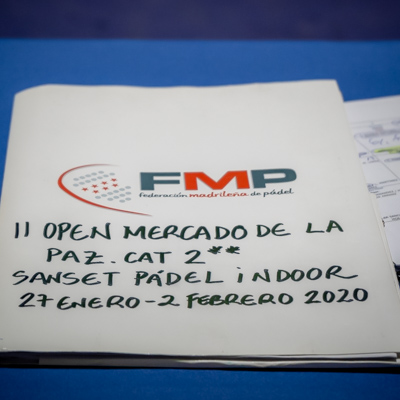 FMP
federación madrileña de pádel
II OPEN MERCADO DE LA
PAZ. CAT 2**
SANSET PÁDEL iNDOOR
27 ENERO - 2 FEBRERO 2020